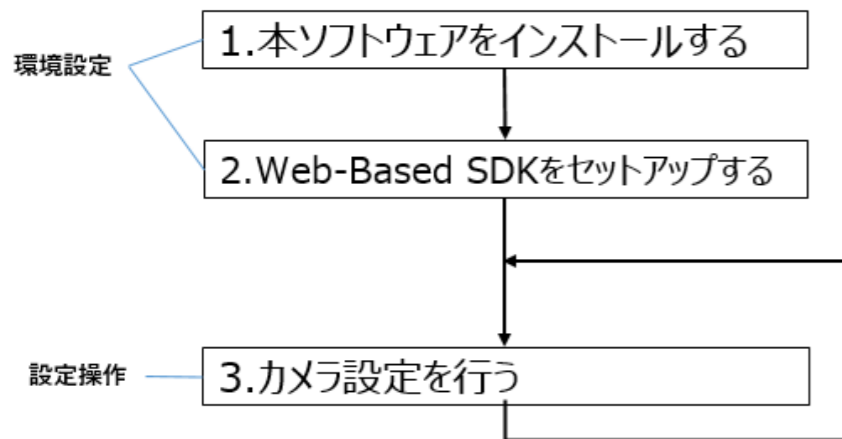 1.本ソフトウェアをインストールする
環境設定
2.Web-Based SDKをセットアップする
設定操作
3.カメラ設定を行う